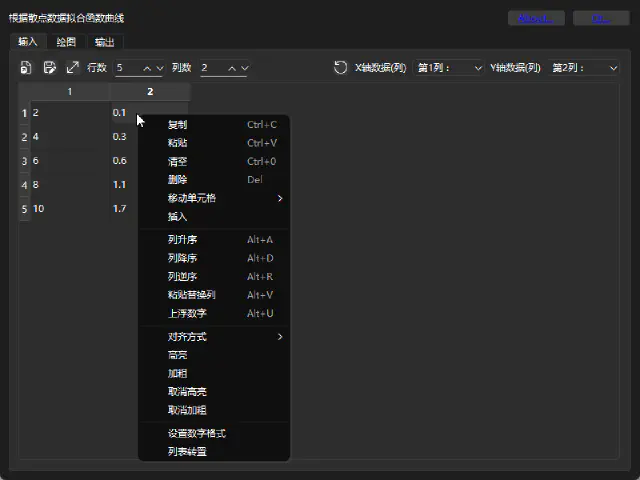 根据散点数据拟合函数曲线 About...
输入 绘图 输出
行数 5 列数 2 X轴数据(列) 第1列： Y轴数据(列) 第2列：
1 2
1 2 0.1
2 4 0.3
3 6 0.6
4 8 1.1
5 10 1.7
复制 Ctrl+C
粘贴 Ctrl+V
清空 Ctrl+0
删除 Del
移动单元格
插入
列升序 Alt+A
列降序 Alt+D
列逆序 Alt+R
粘贴替换列 Alt+V
上浮数字 Alt+U
对齐方式
高亮
加粗
取消高亮
取消加粗
设置数字格式
列表转置